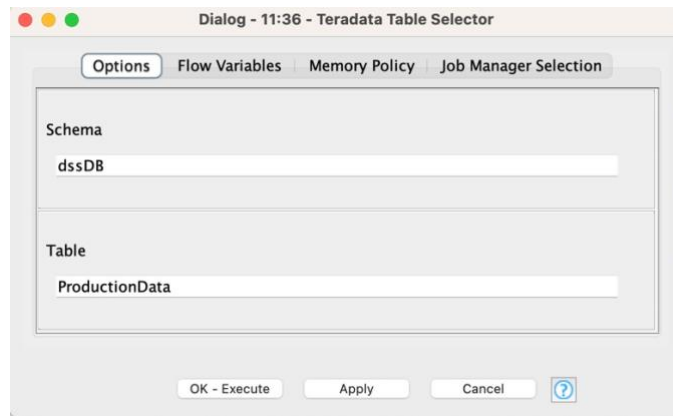 Dialog - 11:36 - Teradata Table Selector
Options Flow Variables Memory Policy Job Manager Selection
Schema
dssDB
Table
ProductionData
OK - Execute Apply Cancel ?